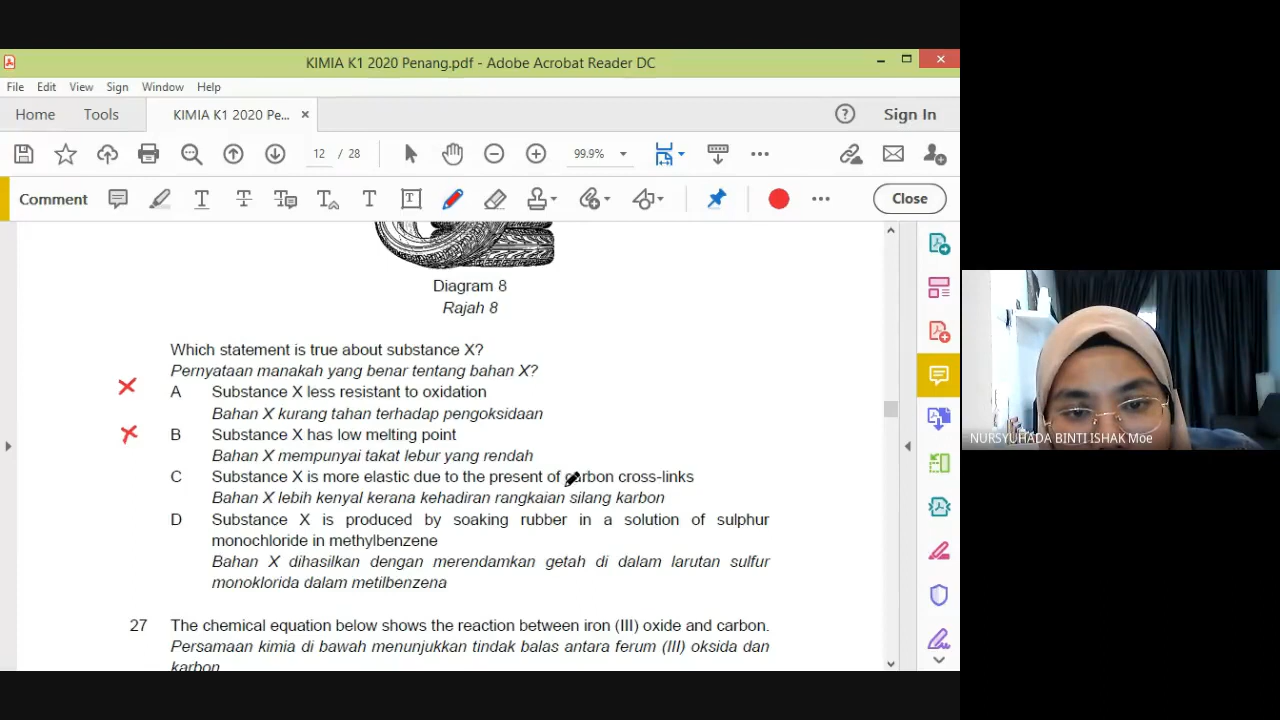 KIMIA K1 2020 Penang.pdf - Adobe Acrobat Reader DC
File Edit View Sign Window Help
Home Tools KIMIA K1 2020 Pe... × Sign In
12 / 28 99.9%
Comment Close
Diagram 8
Rajah 8
Which statement is true about substance X?
Pernyataan manakah yang benar tentang bahan X?
A Substance X less resistant to oxidation
Bahan X kurang tahan terhadap pengoksidaan
B Substance X has low melting point
Bahan X mempunyai takat lebur yang rendah
C Substance X is more elastic due to the present of carbon cross-links
Bahan X lebih kenyal kerana kehadiran rangkaian silang karbon
D Substance X is produced by soaking rubber in a solution of sulphur
monochloride in methylbenzene
Bahan X dihasilkan dengan merendamkan getah di dalam larutan sulfur
monoklorida dalam metilbenzena
27 The chemical equation below shows the reaction between iron (III) oxide and carbon.
Persamaan kimia di bawah menunjukkan tindak balas antara ferum (III) oksida dan
karbon
NURSYUHADA BINTI ISHAK Moe